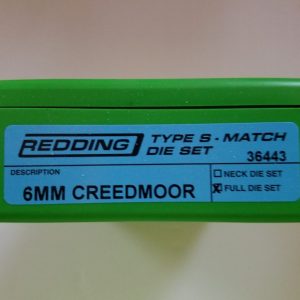 REDDING TYPE S - MATCH
DIE SET
36443
DESCRIPTION
NECK DIE SET
6MM CREEDMOOR
X FULL DIE SET